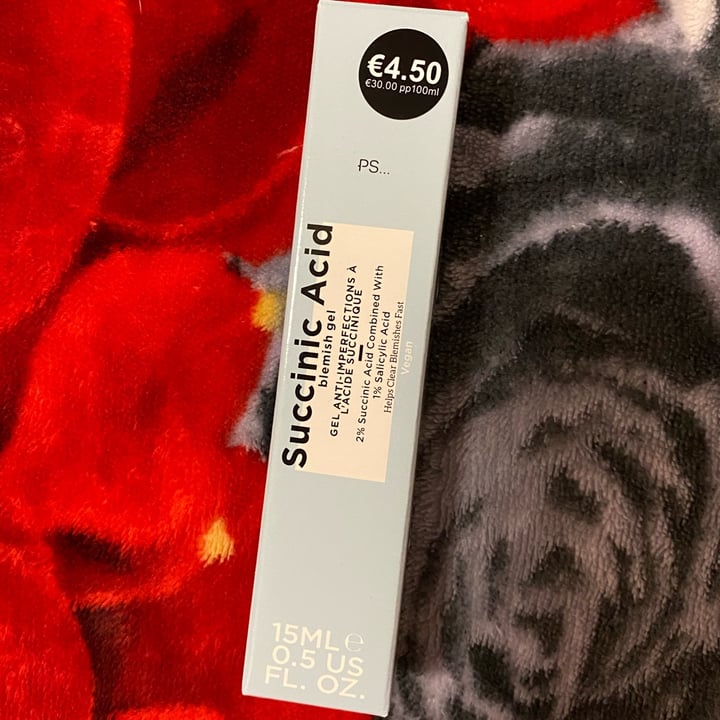 €4.50
€30.00 pp100ml
PS...
Succinic Acid
blemish gel
GEL ANTI-IMPERFECTIONS À
L'ACIDE SUCCINIQUE
2% Succinic Acid Combined With
1% Salicylic Acid
Helps Clear Blemishes Fast
Vegan
15ML ℮
0.5 US
FL. OZ.